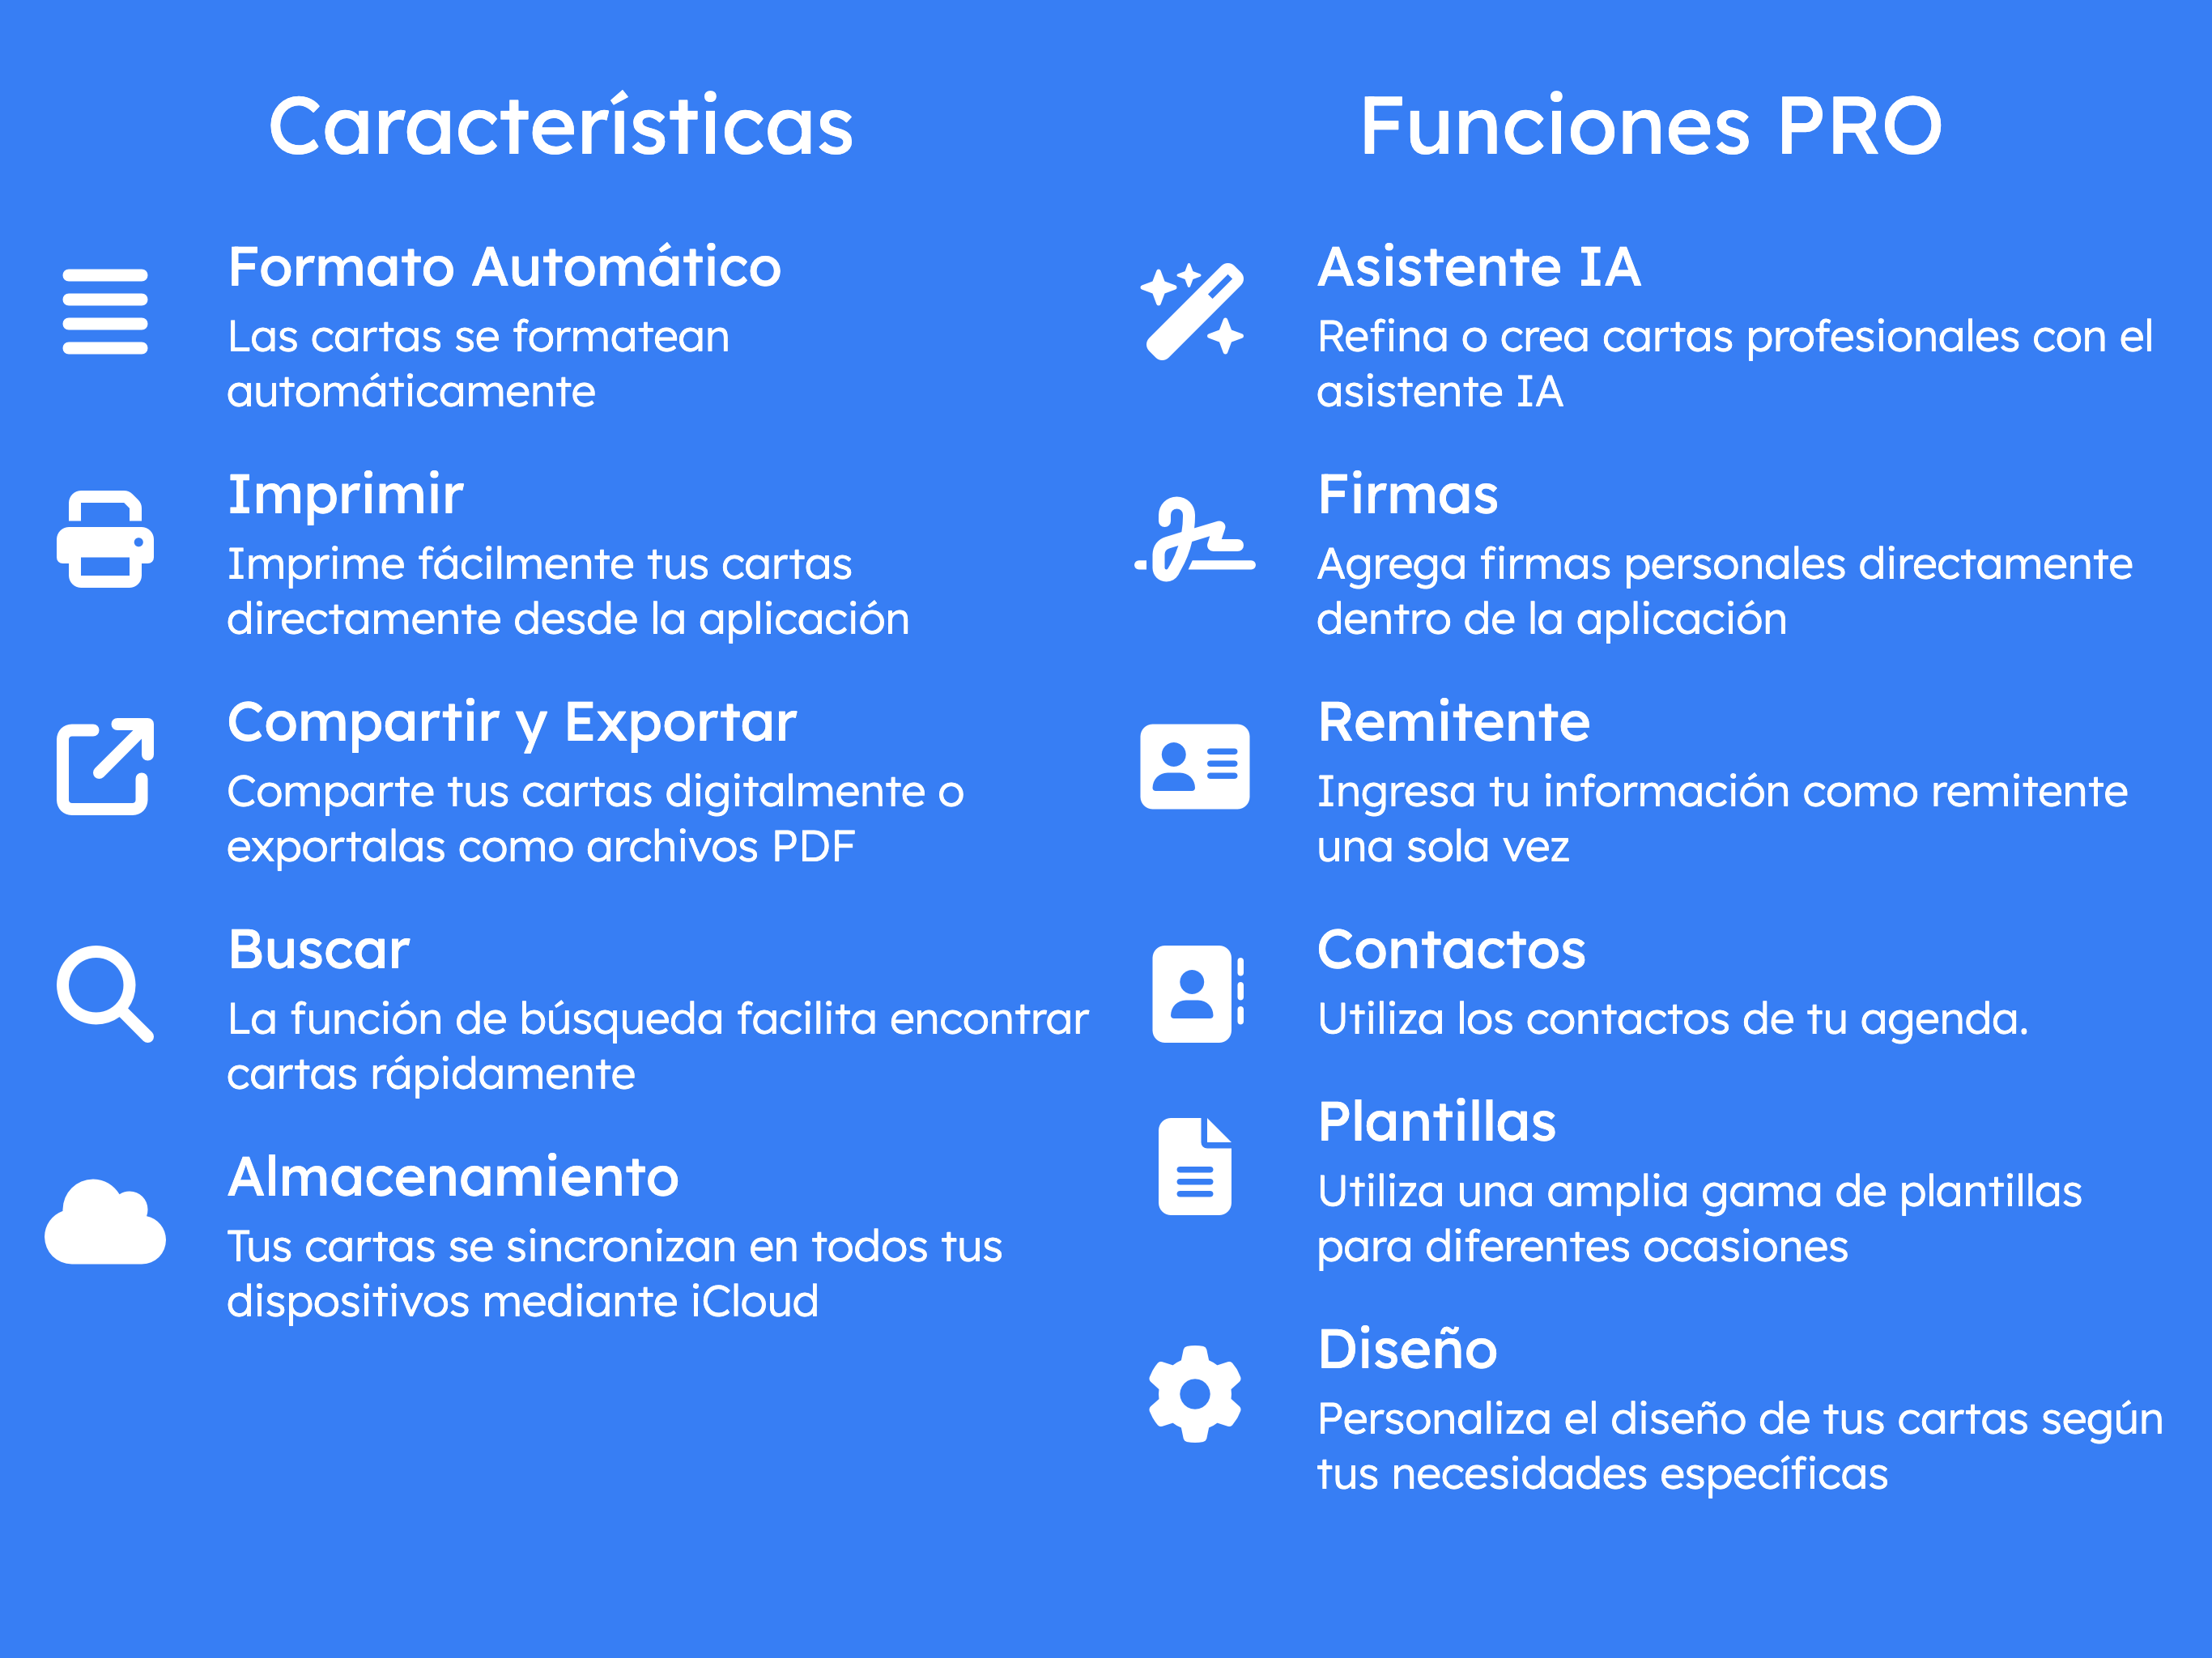 Características
Formato Automático
Las cartas se formatean
automáticamente
Imprimir
Imprime fácilmente tus cartas
directamente desde la aplicación
Compartir y Exportar
Comparte tus cartas digitalmente o
exportalas como archivos PDF
Buscar
La función de búsqueda facilita encontrar
cartas rápidamente
Almacenamiento
Tus cartas se sincronizan en todos tus
dispositivos mediante iCloud
Funciones PRO
Asistente IA
Refina o crea cartas profesionales con el
asistente IA
Firmas
Agrega firmas personales directamente
dentro de la aplicación
Remitente
Ingresa tu información como remitente
una sola vez
Contactos
Utiliza los contactos de tu agenda.
Plantillas
Utiliza una amplia gama de plantillas
para diferentes ocasiones
Diseño
Personaliza el diseño de tus cartas según
tus necesidades específicas